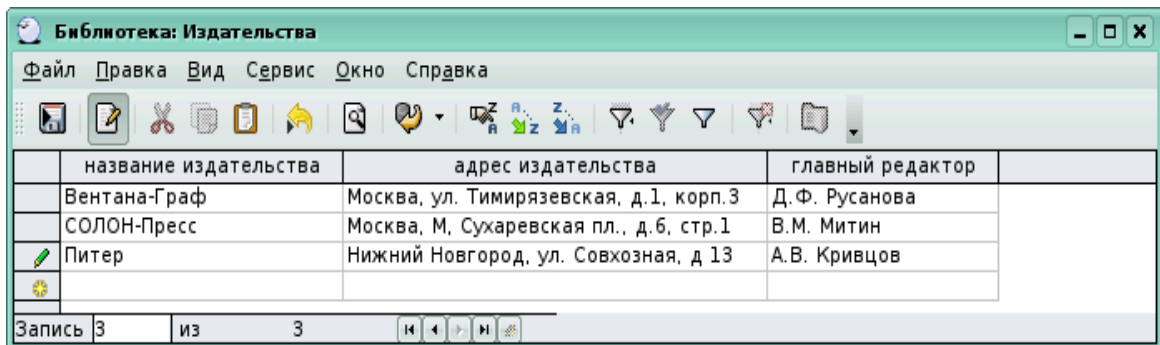 Библиотека: Издательства
Файл Правка Вид Сервис Окно Справка
название издательства адрес издательства главный редактор
Вентана-Граф Москва, ул. Тимирязевская, д.1, корп.3 Д.Ф. Русанова
СОЛОН-Пресс Москва, М, Сухаревская пл., д.6, стр.1 В.М. Митин
Питер Нижний Новгород, ул. Совхозная, д 13 А.В. Кривцов
Запись 3 из 3